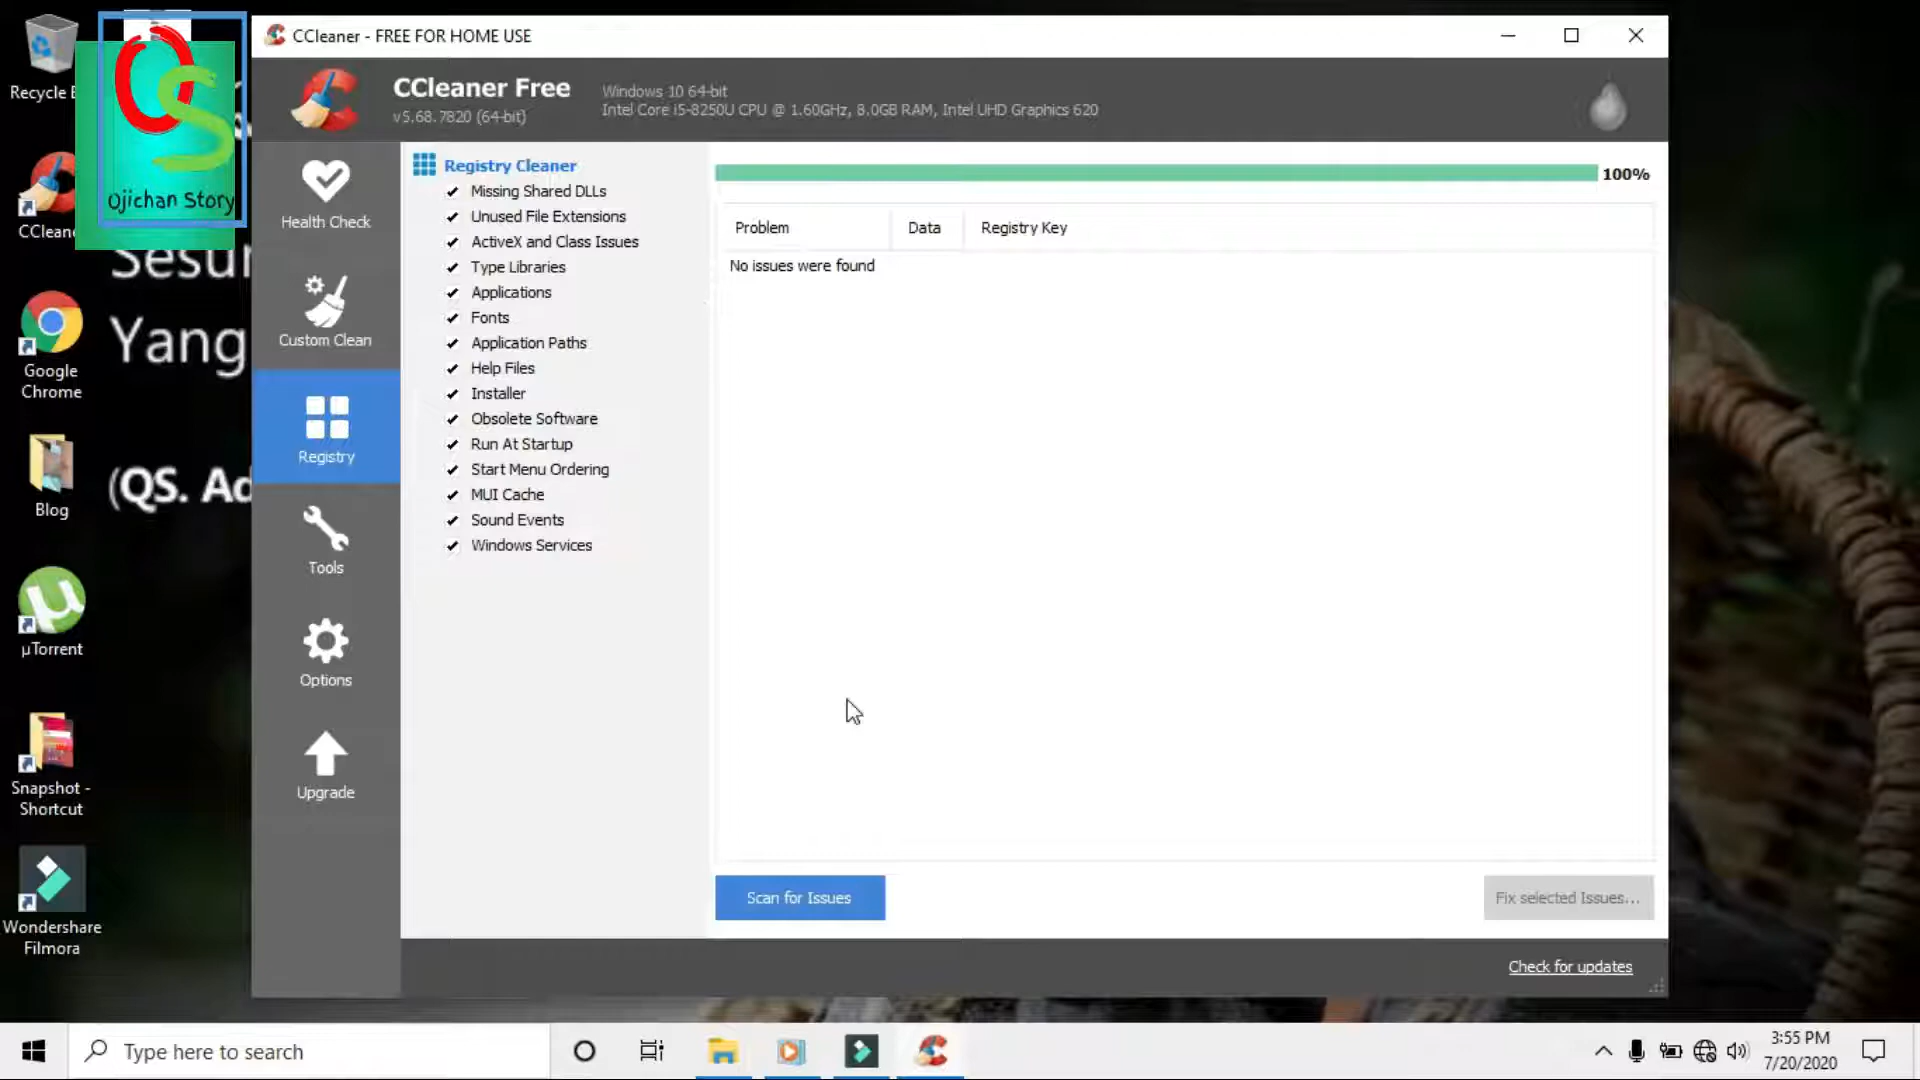 CCleaner - FREE FOR HOME USE
CCleaner Free
v5.68.7820 (64-bit)
Windows 10 64-bit
Intel Core i5-8250U CPU @ 1.60GHz, 8.0GB RAM, Intel UHD Graphics 620
Health Check
Custom Clean
Registry
Tools
Options
Upgrade
Registry Cleaner
Missing Shared DLLs
Unused File Extensions
ActiveX and Class Issues
Type Libraries
Applications
Fonts
Application Paths
Help Files
Installer
Obsolete Software
Run At Startup
Start Menu Ordering
MUI Cache
Sound Events
Windows Services
100%
Problem
Data
Registry Key
No issues were found
Scan for Issues
Fix selected Issues...
Check for updates
Recycle
OS
Ojichan Story
CCleane
Google
Chrome
Blog
µTorrent
Snapshot -
Shortcut
Wondershare
Filmora
Yang
(QS. Ad
Type here to search
3:55 PM
7/20/2020